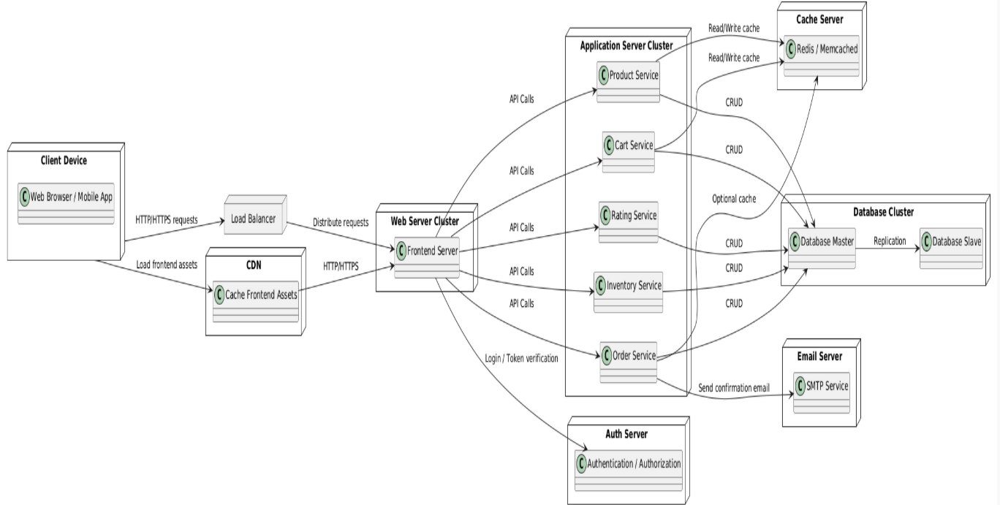 Client Device
C Web Browser / Mobile App
HTTP/HTTPS requests
Load frontend assets
Load Balancer
CDN
C Cache Frontend Assets
Distribute requests
HTTP/HTTPS
Web Server Cluster
C Frontend Server
API Calls
API Calls
API Calls
API Calls
API Calls
Login / Token verification
Application Server Cluster
C Product Service
C Cart Service
C Rating Service
C Inventory Service
C Order Service
Auth Server
C Authentication / Authorization
Read/Write cache
Read/Write cache
CRUD
CRUD
Optional cache
CRUD
CRUD
CRUD
Send confirmation email
Cache Server
C Redis / Memcached
Database Cluster
C Database Master
Replication
C Database Slave
Email Server
C SMTP Service